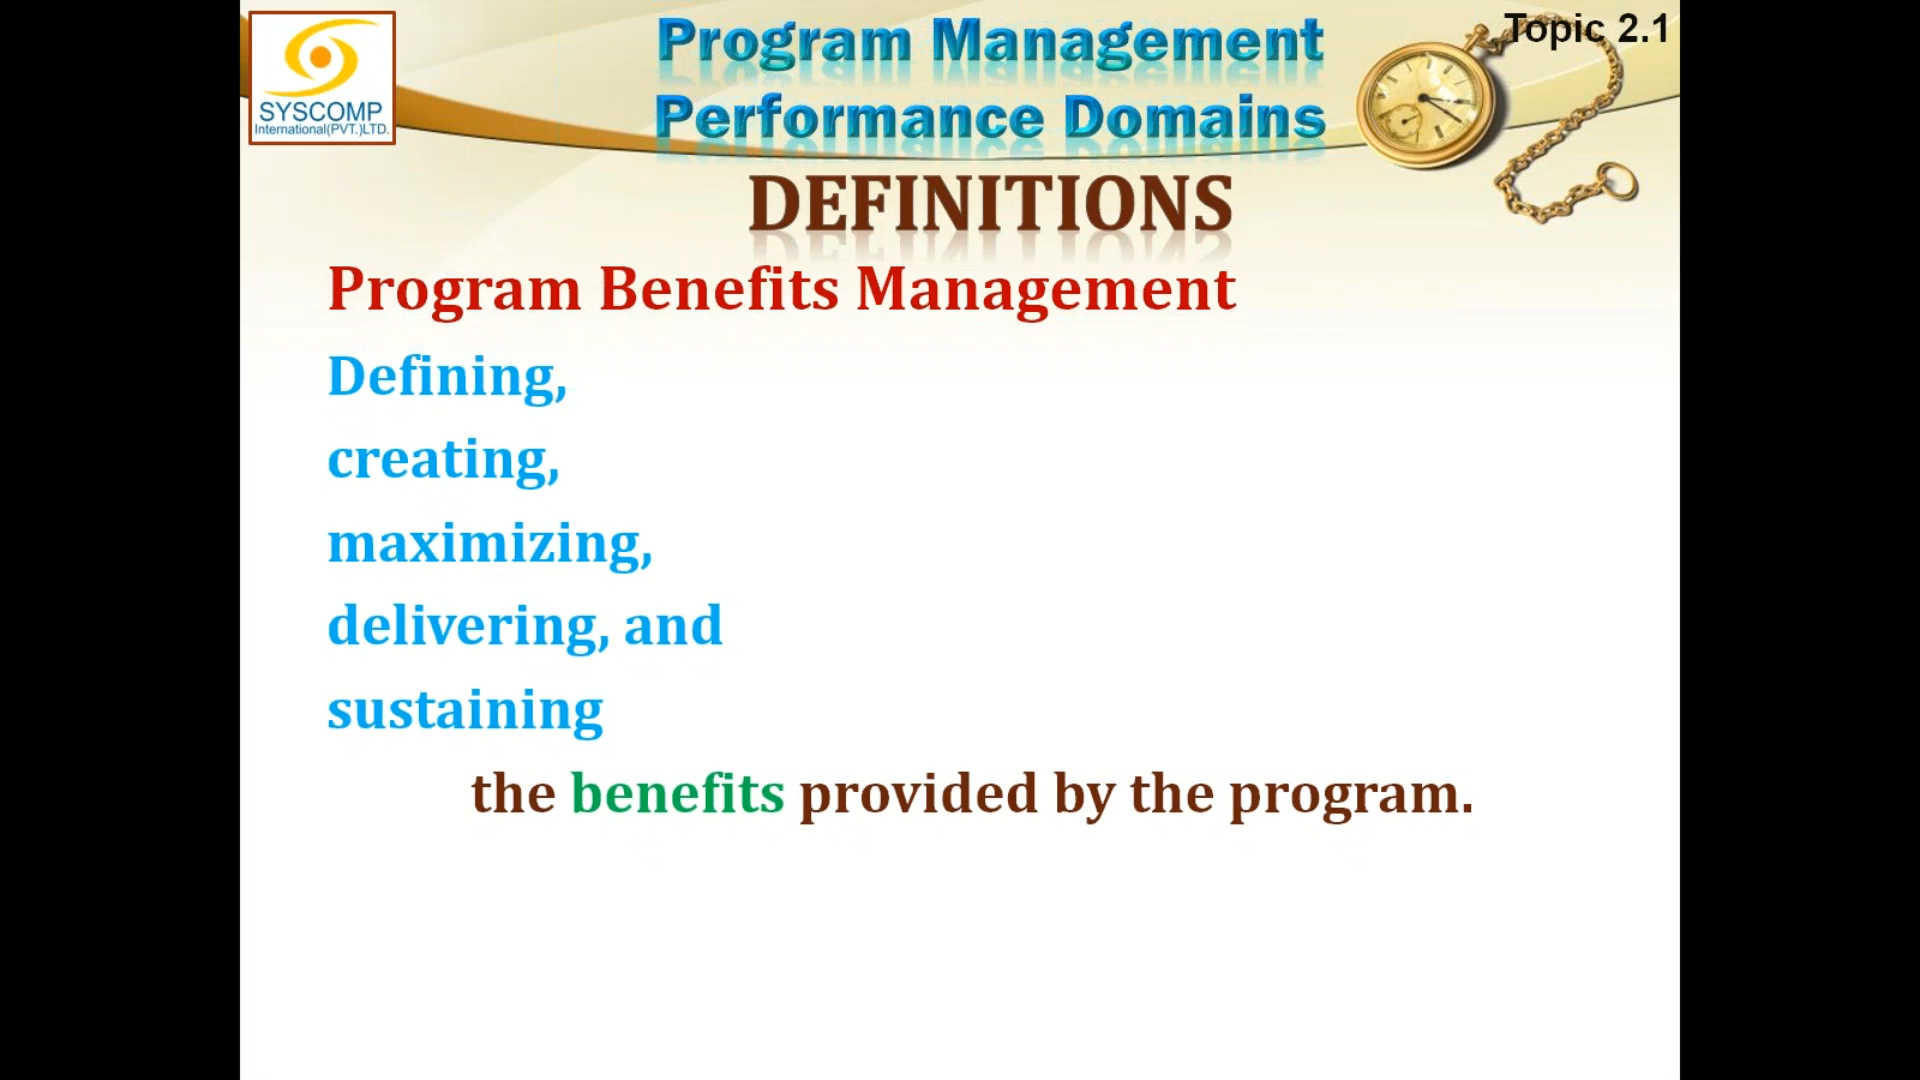 SYSCOMP
International(PVT.)LTD.
Program Management
Performance Domains
Topic 2.1
DEFINITIONS
Program Benefits Management
Defining,
creating,
maximizing,
delivering, and
sustaining
the benefits provided by the program.